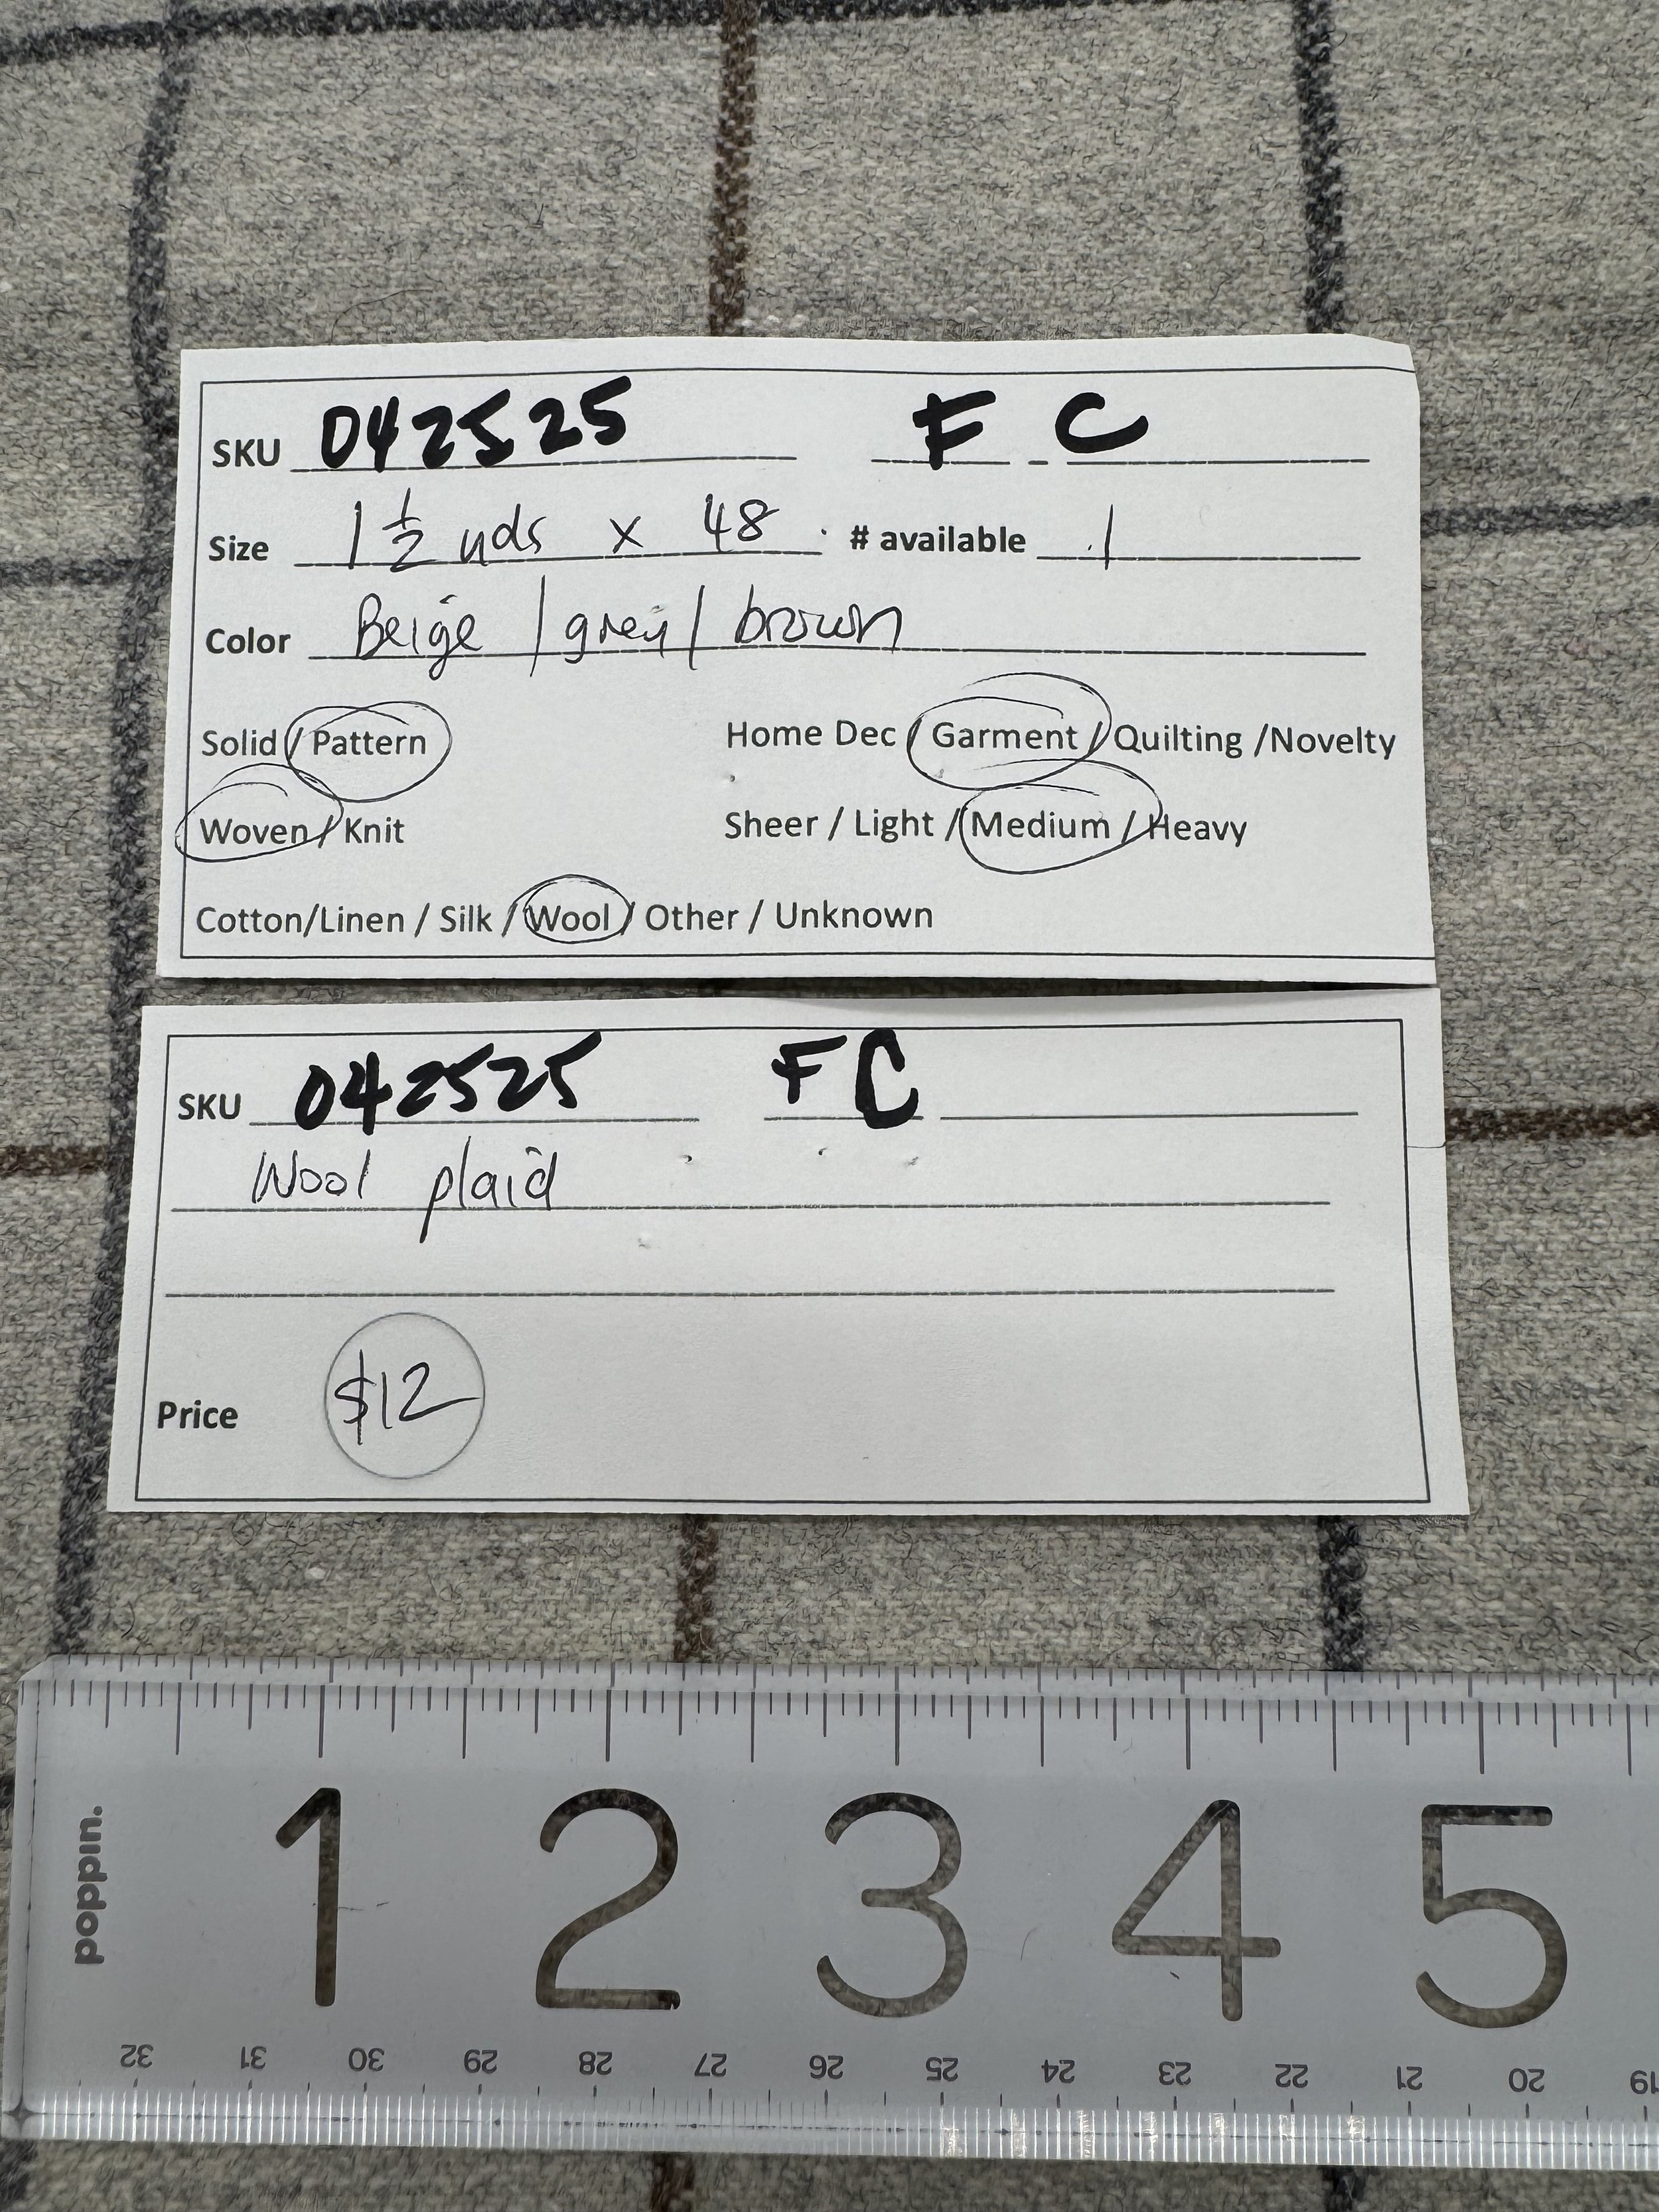 SKU 042525 F - C
Size 1 1/2 yds x 48 # available 1
Color Beige / grey / brown
Solid / Pattern Home Dec / Garment / Quilting /Novelty
Woven / Knit Sheer / Light / Medium / Heavy
Cotton/Linen / Silk / Wool / Other / Unknown
SKU 042525 FC
Wool plaid
Price $12
poppin.
1 2 3 4 5
32 31 30 29 28 27 26 25 24 23 22 21 20 19